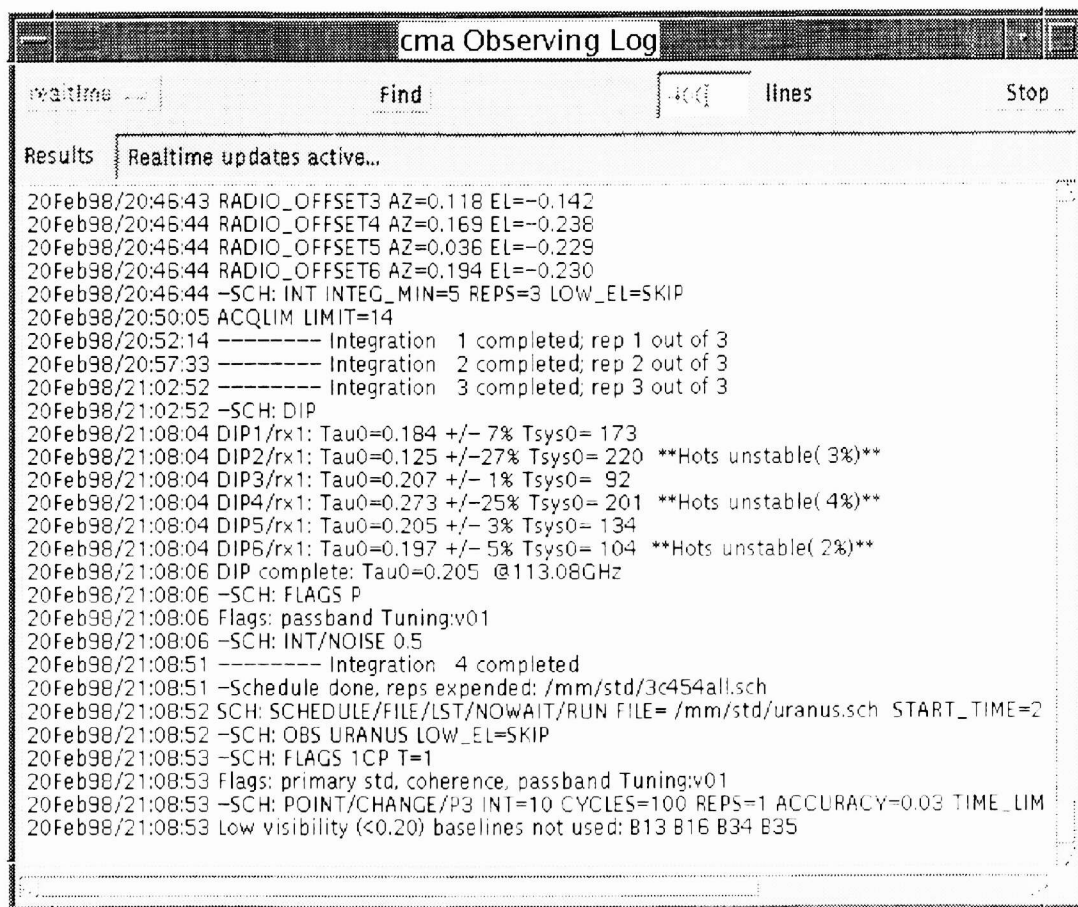 cma Observing Log
realtime
Find
lines
Stop
Results
Realtime updates active...
20Feb98/20:46:43 RADIO_OFFSET3 AZ=0.118 EL=-0.142
20Feb98/20:46:44 RADIO_OFFSET4 AZ=0.169 EL=-0.238
20Feb98/20:46:44 RADIO_OFFSET5 AZ=0.036 EL=-0.229
20Feb98/20:46:44 RADIO_OFFSET6 AZ=0.194 EL=-0.230
20Feb98/20:46:44 -SCH: INT INTEG_MIN=5 REPS=3 LOW_EL=SKIP
20Feb98/20:50:05 ACQLIM LIMIT=14
20Feb98/20:52:14 -------- Integration 1 completed; rep 1 out of 3
20Feb98/20:57:33 -------- Integration 2 completed; rep 2 out of 3
20Feb98/21:02:52 -------- Integration 3 completed; rep 3 out of 3
20Feb98/21:02:52 -SCH: DIP
20Feb98/21:08:04 DIP1/rx1: Tau0=0.184 +/- 7% Tsys0= 173
20Feb98/21:08:04 DIP2/rx1: Tau0=0.125 +/-27% Tsys0= 220 **Hots unstable( 3%)**
20Feb98/21:08:04 DIP3/rx1: Tau0=0.207 +/- 1% Tsys0= 92
20Feb98/21:08:04 DIP4/rx1: Tau0=0.273 +/-25% Tsys0= 201 **Hots unstable( 4%)**
20Feb98/21:08:04 DIP5/rx1: Tau0=0.205 +/- 3% Tsys0= 134
20Feb98/21:08:04 DIP6/rx1: Tau0=0.197 +/- 5% Tsys0= 104 **Hots unstable( 2%)**
20Feb98/21:08:06 DIP complete: Tau0=0.205 @113.08GHz
20Feb98/21:08:06 -SCH: FLAGS P
20Feb98/21:08:06 Flags: passband Tuning:v01
20Feb98/21:08:06 -SCH: INT/NOISE 0.5
20Feb98/21:08:51 -------- Integration 4 completed
20Feb98/21:08:51 -Schedule done, reps expended: /mm/std/3c454all.sch
20Feb98/21:08:52 SCH: SCHEDULE/FILE/LST/NOWAIT/RUN FILE= /mm/std/uranus.sch START_TIME=2
20Feb98/21:08:52 -SCH: OBS URANUS LOW_EL=SKIP
20Feb98/21:08:53 -SCH: FLAGS 1CP T=1
20Feb98/21:08:53 Flags: primary std, coherence, passband Tuning:v01
20Feb98/21:08:53 -SCH: POINT/CHANGE/P3 INT=10 CYCLES=100 REPS=1 ACCURACY=0.03 TIME_LIM
20Feb98/21:08:53 Low visibility (<0.20) baselines not used: B13 B16 B34 B35